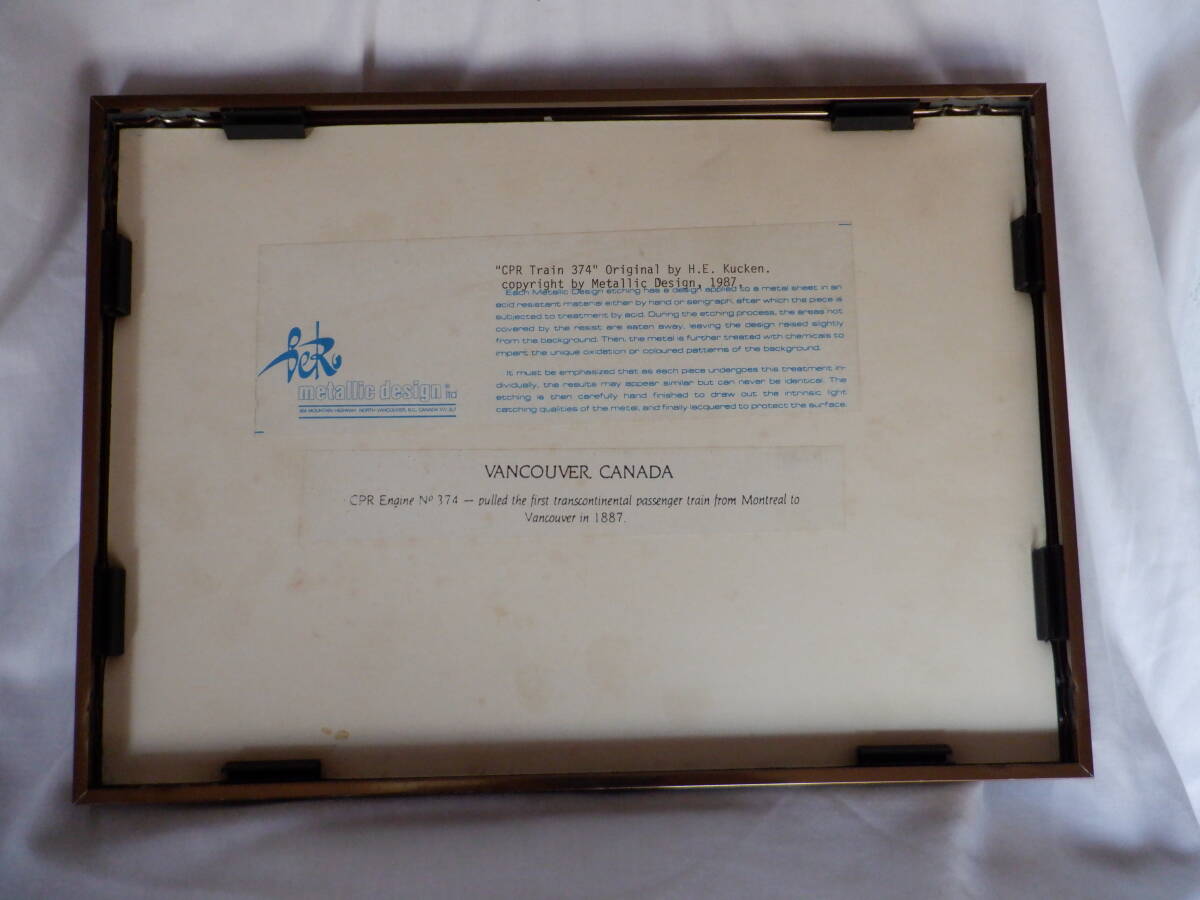 "CPR Train 374" Original by H.E. Kucken.
copyright by Metallic Design, 1987.
Each Metallic Design etching has a design applied to a metal sheet in an
acid resistant material either by hand or serigraph, after which the piece is
subjected to treatment by acid. During the etching process, the areas not
covered by the resist are eaten away, leaving the design raised slightly
from the background. Then, the metal is further treated with chemicals to
impart the unique oxidation or coloured patterns of the background.
It must be emphasized that as each piece undergoes this treatment in-
dividually, the results may appear similar but can never be identical. The
etching is then carefully hand finished to draw out the intrinsic light
catching qualities of the metal, and finally lacquered to protect the surface.
metallic design ltd
MOUNTAIN HIGHWAY NORTH VANCOUVER, B.C. CANADA
VANCOUVER, CANADA
CPR Engine Nº 374 — pulled the first transcontinental passenger train from Montreal to
Vancouver in 1887.